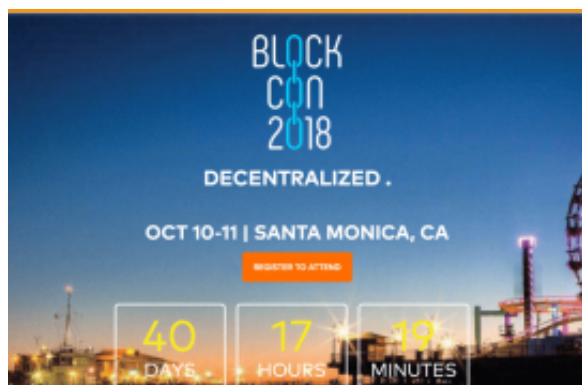 BLOCK
CON
2018
DECENTRALIZED .
OCT 10-11 | SANTA MONICA, CA
REGISTER TO ATTEND
40 17 19
DAYS HOURS MINUTES